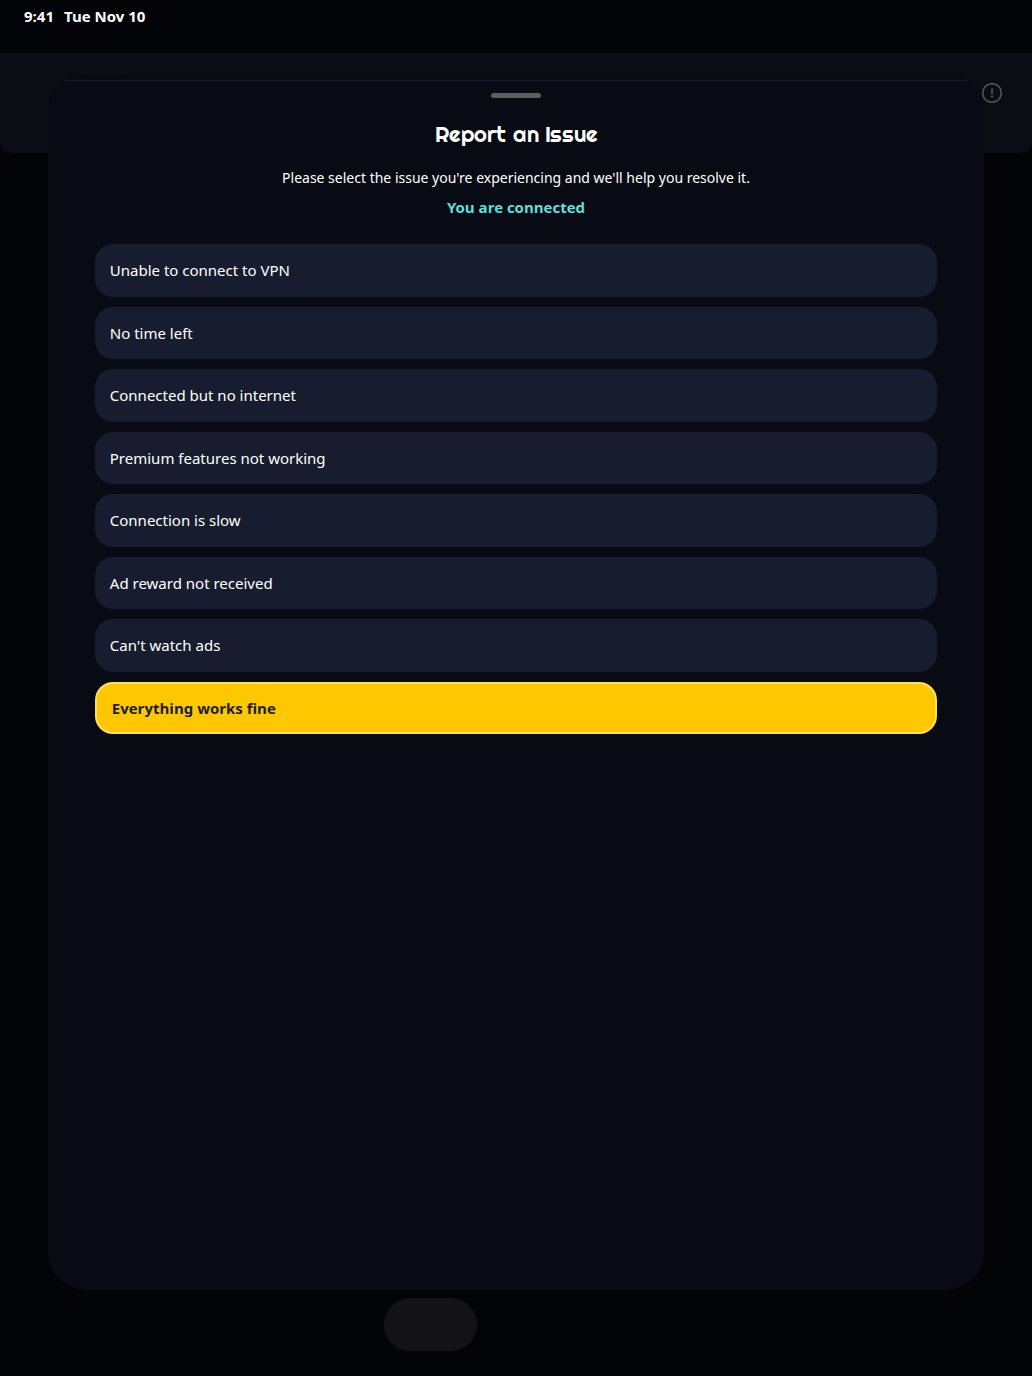 9:41 Tue Nov 10
Report an Issue
Please select the issue you're experiencing and we'll help you resolve it.
You are connected
Unable to connect to VPN
No time left
Connected but no internet
Premium features not working
Connection is slow
Ad reward not received
Can't watch ads
Everything works fine